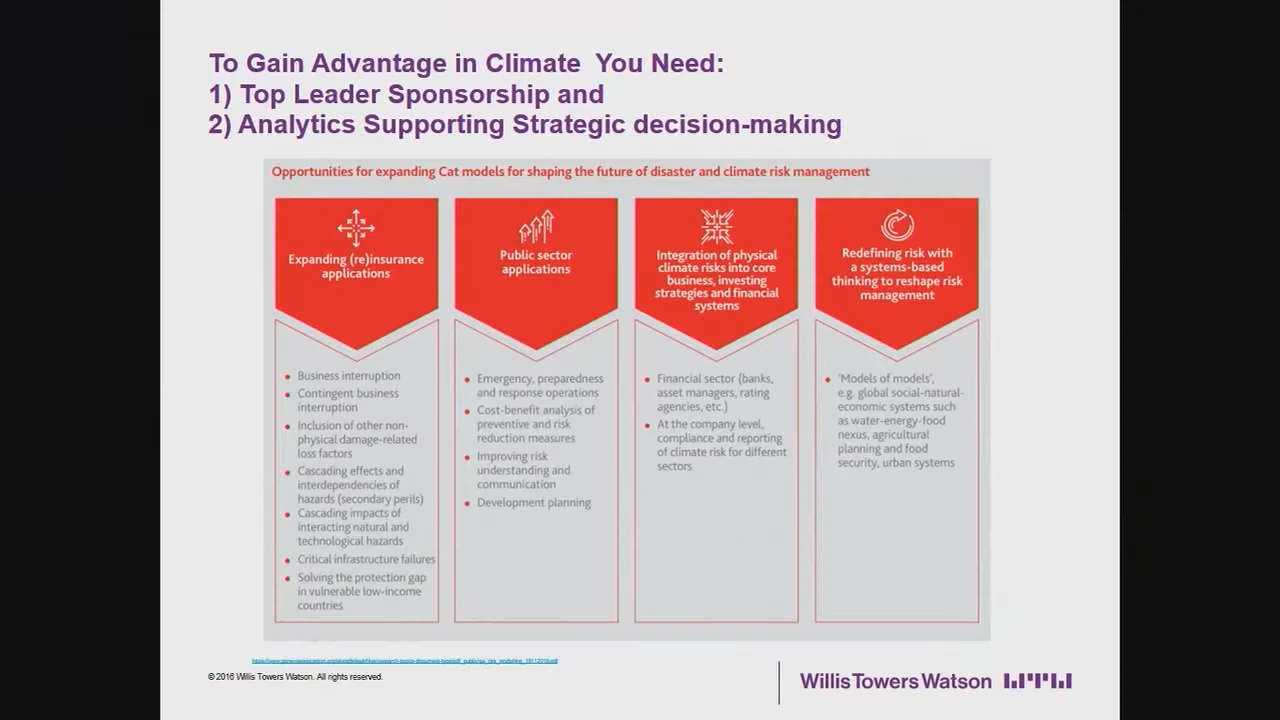 To Gain Advantage in Climate You Need:
1) Top Leader Sponsorship and
2) Analytics Supporting Strategic decision-making
Opportunities for expanding Cat models for shaping the future of disaster and climate risk management
Expanding (re)insurance
applications
Business interruption
Contingent business
interruption
Inclusion of other non-
physical damage-related
loss factors
Cascading effects and
interdependencies of
hazards (secondary perils)
Cascading impacts of
interacting natural and
technological hazards
Critical infrastructure failures
Solving the protection gap
in vulnerable low-income
countries
Public sector
applications
Emergency, preparedness
and response operations
Cost-benefit analysis of
preventive and risk
reduction measures
Improving risk
understanding and
communication
Development planning
Integration of physical
climate risks into core
business, investing
strategies and financial
systems
Financial sector (banks,
asset managers, rating
agencies, etc.)
At the company level,
compliance and reporting
of climate risk for different
sectors
Redefining risk with
a systems-based
thinking to reshape risk
management
'Models of models',
e.g. global social-natural-
economic systems such
as water-energy-food
nexus, agricultural
planning and food
security, urban systems
© 2016 Willis Towers Watson. All rights reserved.
Willis Towers Watson